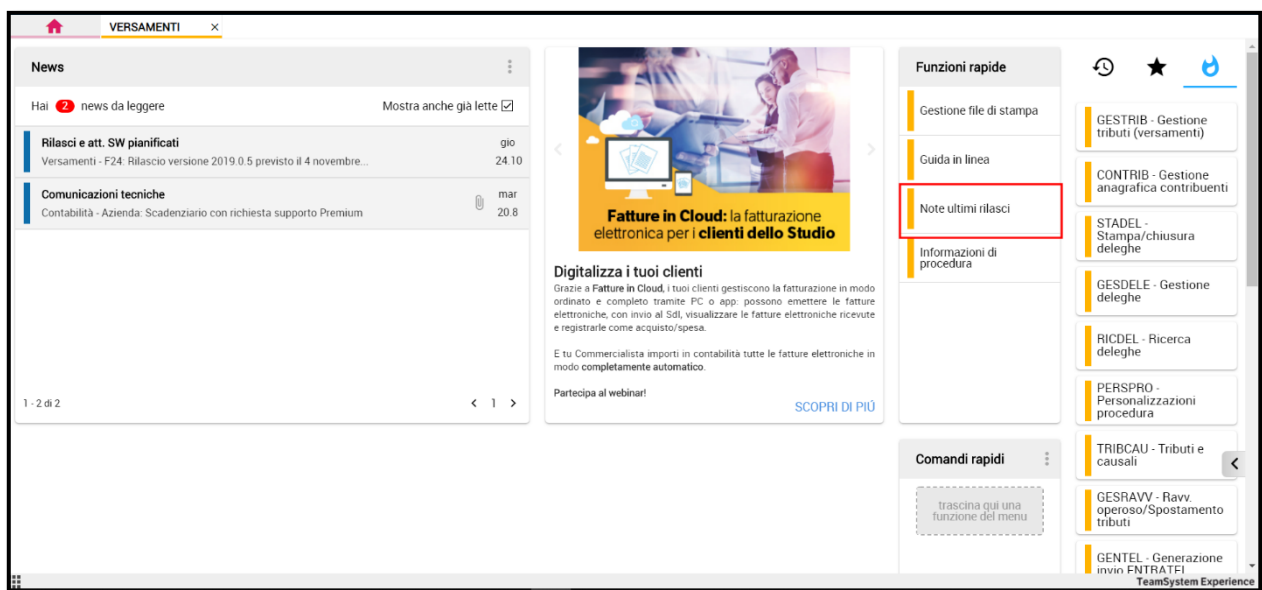 VERSAMENTI ×
News
Hai 2 news da leggere
Mostra anche già lette
Rilasci e att. SW pianificati
gio
Versamenti - F24: Rilascio versione 2019.0.5 previsto il 4 novembre...
24.10
Comunicazioni tecniche
mar
Contabilità - Azienda: Scadenziario con richiesta supporto Premium
20.8
1 - 2 di 2
< 1 >
Fatture in Cloud: la fatturazione
elettronica per i clienti dello Studio
Digitalizza i tuoi clienti
Grazie a Fatture in Cloud, i tuoi clienti gestiscono la fatturazione in modo
ordinato e completo tramite PC o app: possono emettere le fatture
elettroniche, con invio al SdI, visualizzare le fatture elettroniche ricevute
e registrarle come acquisto/spesa.
E tu Commercialista importi in contabilità tutte le fatture elettroniche in
modo completamente automatico.
Partecipa al webinar!
SCOPRI DI PIÚ
Funzioni rapide
Gestione file di stampa
Guida in linea
Note ultimi rilasci
Informazioni di
procedura
Comandi rapidi
trascina qui una
funzione del menu
GESTRIB - Gestione
tributi (versamenti)
CONTRIB - Gestione
anagrafica contribuenti
STADEL -
Stampa/chiusura
deleghe
GESDELE - Gestione
deleghe
RICDEL - Ricerca
deleghe
PERSPRO -
Personalizzazioni
procedura
TRIBCAU - Tributi e
causali
GESRAVV - Ravv.
operoso/Spostamento
tributi
GENTEL - Generazione
invio ENTRATEL
TeamSystem Experience